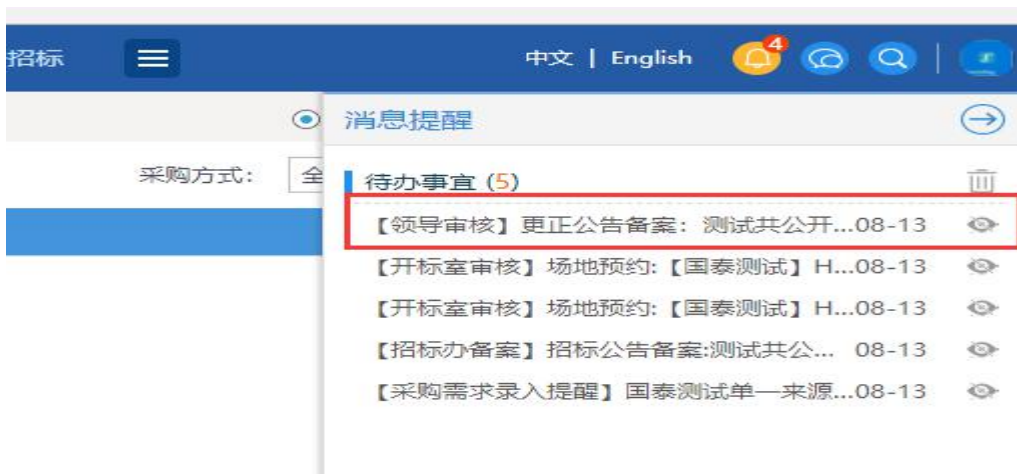 招标
中文 | English
4
消息提醒
采购方式：
全
待办事宜 (5)
【领导审核】更正公告备案：测试共公开...08-13
【开标室审核】场地预约:【国泰测试】H...08-13
【开标室审核】场地预约:【国泰测试】H...08-13
【招标办备案】招标公告备案:测试共公... 08-13
【采购需求录入提醒】国泰测试单一来源...08-13